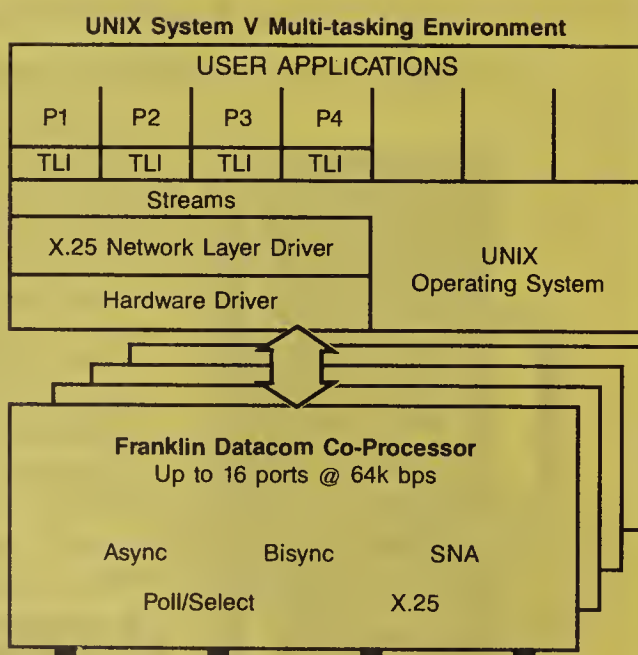 UNIX System V Multi-tasking Environment
USER APPLICATIONS
P1 P2 P3 P4
TLI TLI TLI TLI
Streams
X.25 Network Layer Driver
UNIX
Operating System
Hardware Driver
Franklin Datacom Co-Processor
Up to 16 ports @ 64k bps
Async Bisync SNA
Poll/Select X.25